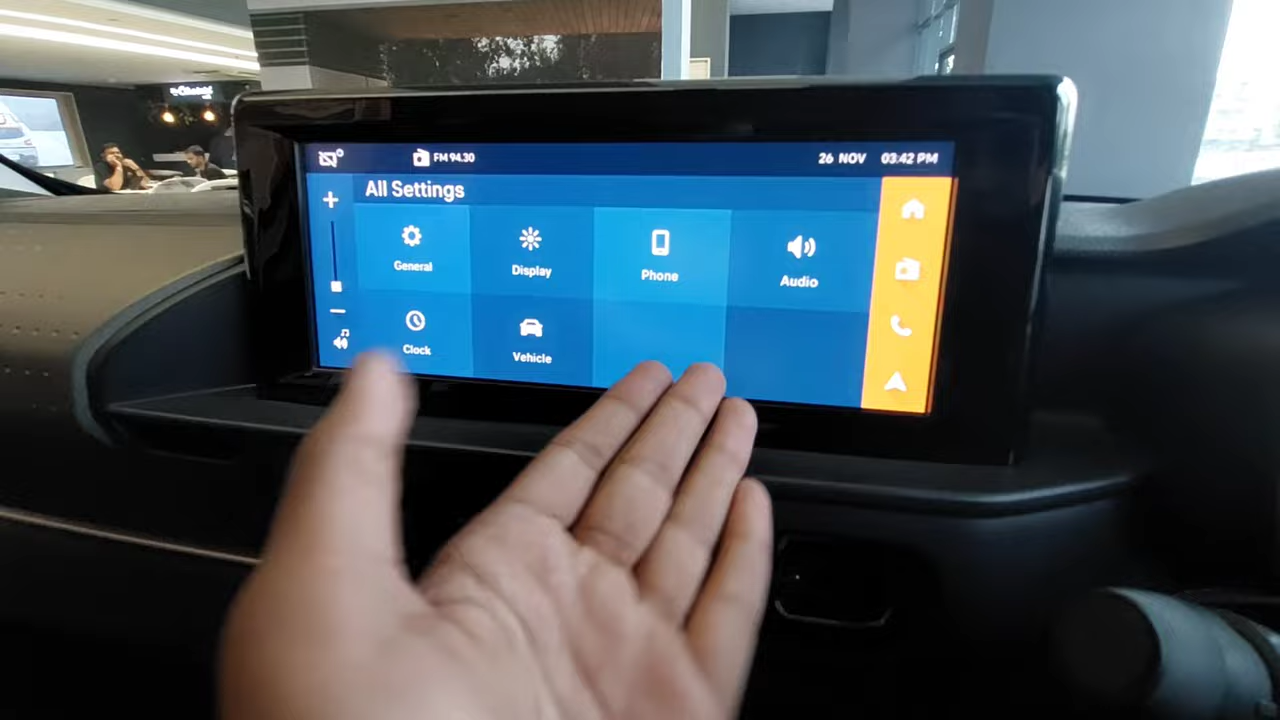 FM 94.30
26 NOV 03:42 PM
All Settings
General
Display
Phone
Audio
Clock
Vehicle